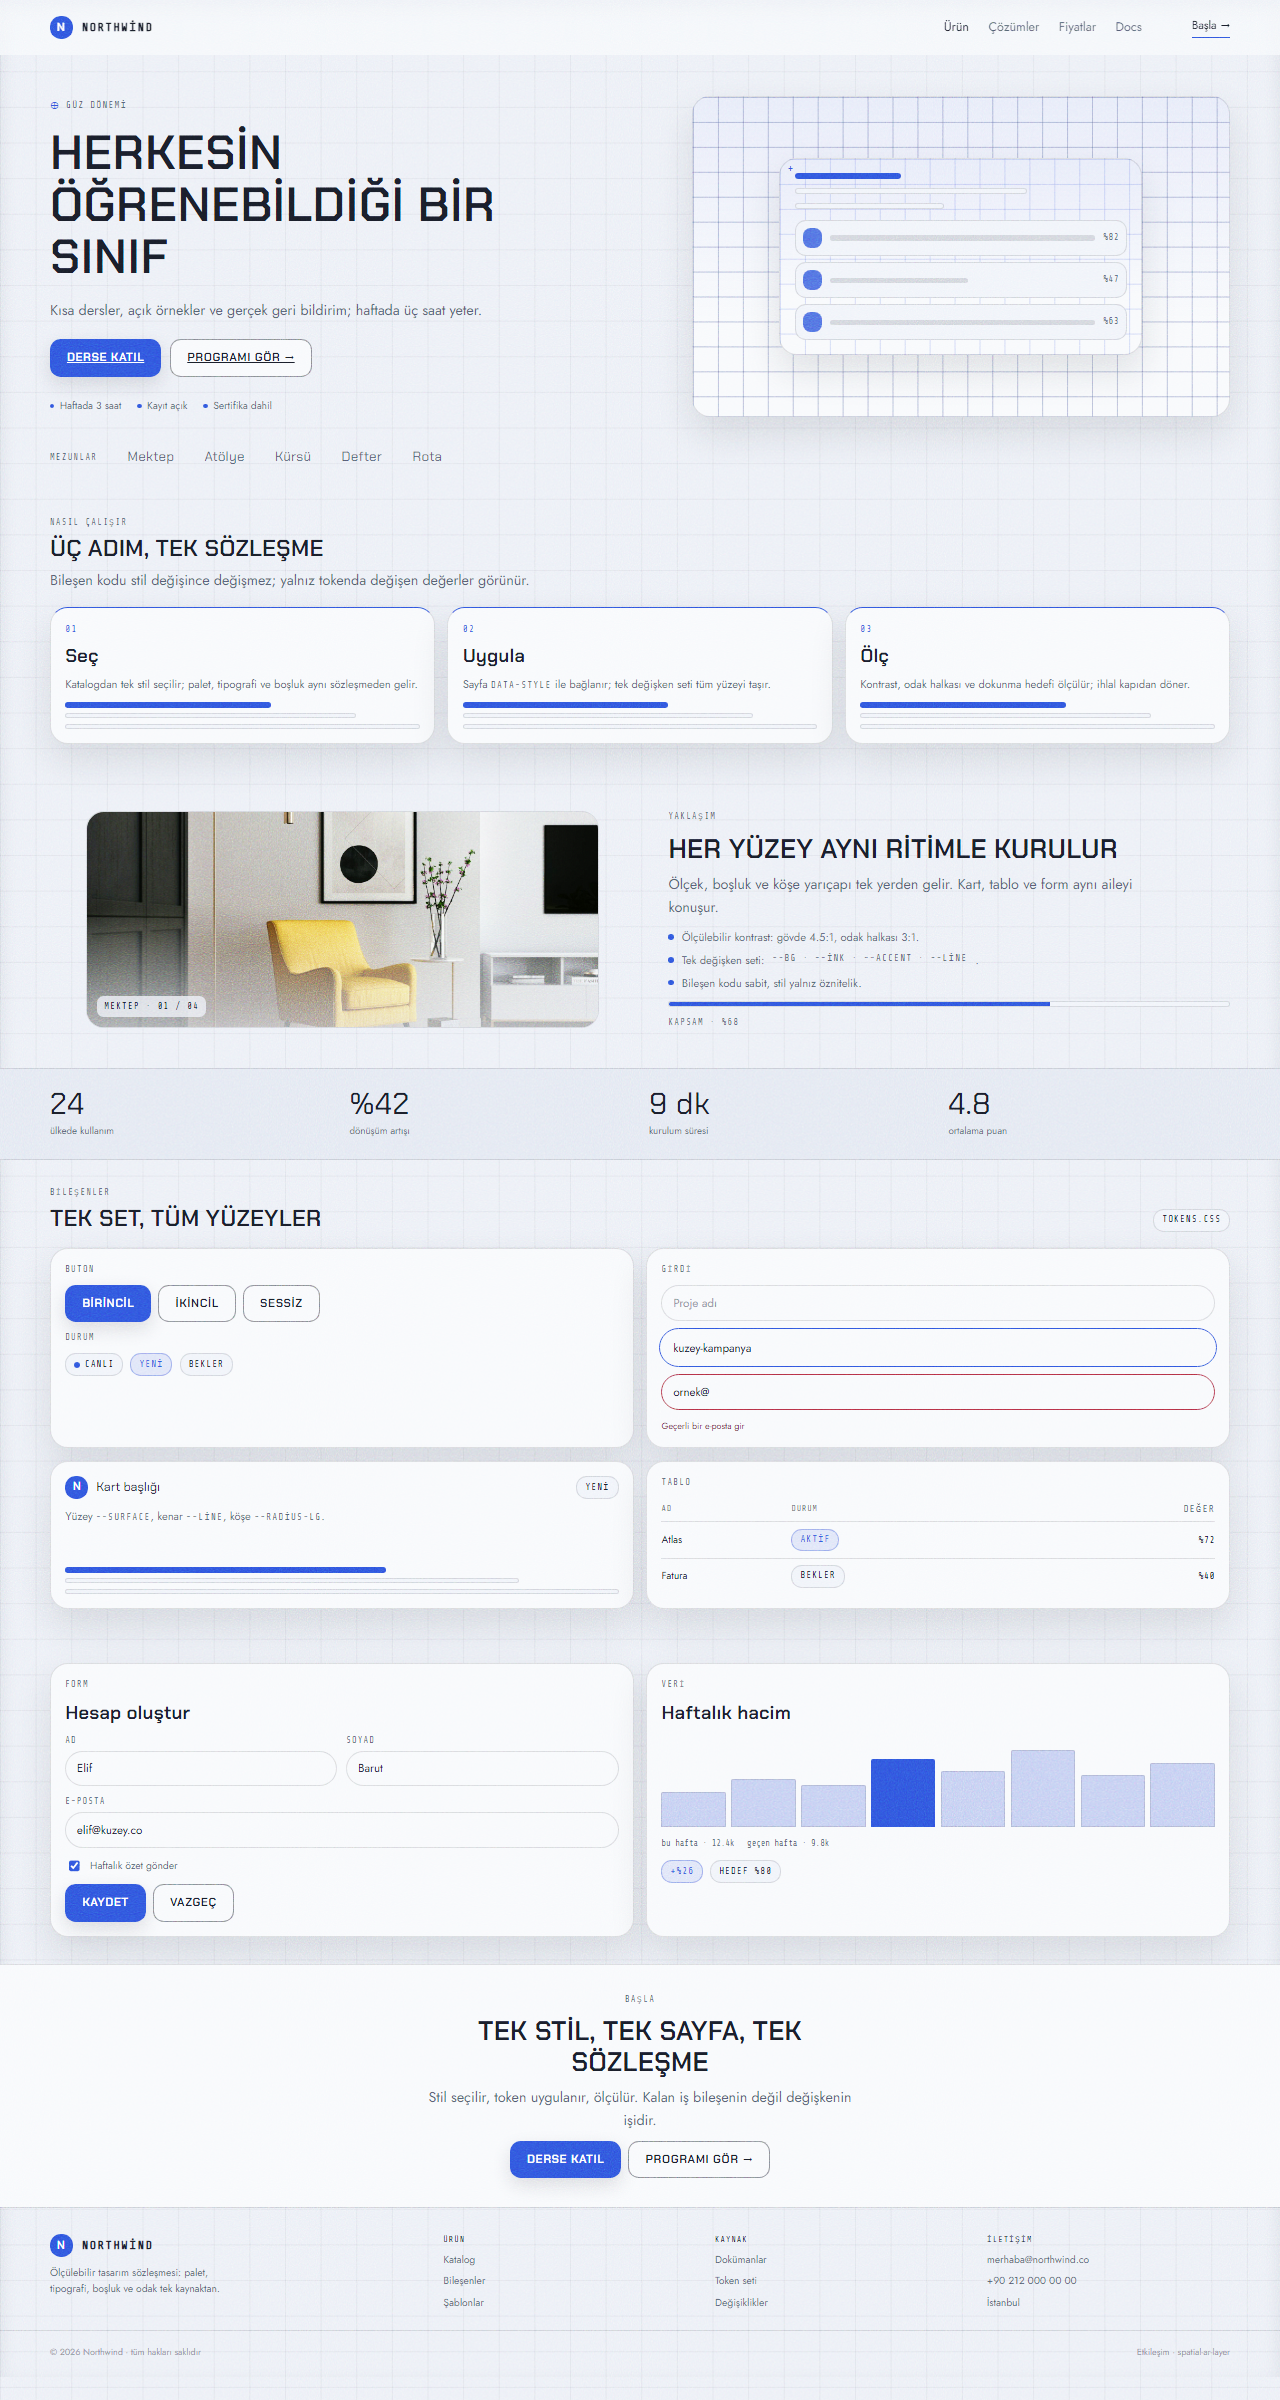 N NORTHWİND
Ürün Çözümler Fiyatlar Docs Başla →
GÜZ DÖNEMİ
HERKESİN
ÖĞRENEBİLDİĞİ BİR
SINIF
Kısa dersler, açık örnekler ve gerçek geri bildirim; haftada üç saat yeter.
DERSE KATIL PROGRAMI GÖR →
Haftada 3 saat Kayıt açık Sertifika dahil
MEZUNLAR Mektep Atölye Kürsü Defter Rota
%82
%47
%63
NASIL ÇALIŞIR
ÜÇ ADIM, TEK SÖZLEŞME
Bileşen kodu stil değişince değişmez; yalnız tokenda değişen değerler görünür.
01
Seç
Katalogdan tek stil seçilir; palet, tipografi ve boşluk aynı sözleşmeden gelir.
02
Uygula
Sayfa DATA-STYLE ile bağlanır; tek değişken seti tüm yüzeyi taşır.
03
Ölç
Kontrast, odak halkası ve dokunma hedefi ölçülür; ihlal kapıdan döner.
MEKTEP · 01 / 04
YAKLAŞIM
HER YÜZEY AYNI RİTİMLE KURULUR
Ölçek, boşluk ve köşe yarıçapı tek yerden gelir. Kart, tablo ve form aynı aileyi
konuşur.
Ölçülebilir kontrast: gövde 4.5:1, odak halkası 3:1.
Tek değişken seti: --BG · --İNK · --ACCENT · --LİNE .
Bileşen kodu sabit, stil yalnız öznitelik.
KAPSAM · %68
24
ülkede kullanım
%42
dönüşüm artışı
9 dk
kurulum süresi
4.8
ortalama puan
BİLEŞENLER
TEK SET, TÜM YÜZEYLER
TOKENS.CSS
BUTON
BİRİNCİL İKİNCİL SESSİZ
DURUM
CANLI YENİ BEKLER
GİRDİ
Proje adı
kuzey-kampanya
ornek@
Geçerli bir e-posta gir
N Kart başlığı YENİ
Yüzey --SURFACE, kenar --LİNE, köşe --RADİUS-LG.
TABLO
AD DURUM DEĞER
Atlas AKTİF %72
Fatura BEKLER %40
FORM
Hesap oluştur
AD SOYAD
Elif Barut
E-POSTA
elif@kuzey.co
Haftalık özet gönder
KAYDET VAZGEÇ
VERİ
Haftalık hacim
bu hafta · 12.4k geçen hafta · 9.8k
+%26 HEDEF %80
BAŞLA
TEK STİL, TEK SAYFA, TEK
SÖZLEŞME
Stil seçilir, token uygulanır, ölçülür. Kalan iş bileşenin değil değişkenin
işidir.
DERSE KATIL PROGRAMI GÖR →
N NORTHWİND
Ölçülebilir tasarım sözleşmesi: palet,
tipografi, boşluk ve odak tek kaynaktan.
ÜRÜN
Katalog
Bileşenler
Şablonlar
KAYNAK
Dokümanlar
Token seti
Değişiklikler
İLETİŞİM
merhaba@northwind.co
+90 212 000 00 00
İstanbul
© 2026 Northwind · tüm hakları saklıdır
Etkileşim · spatial-ar-layer